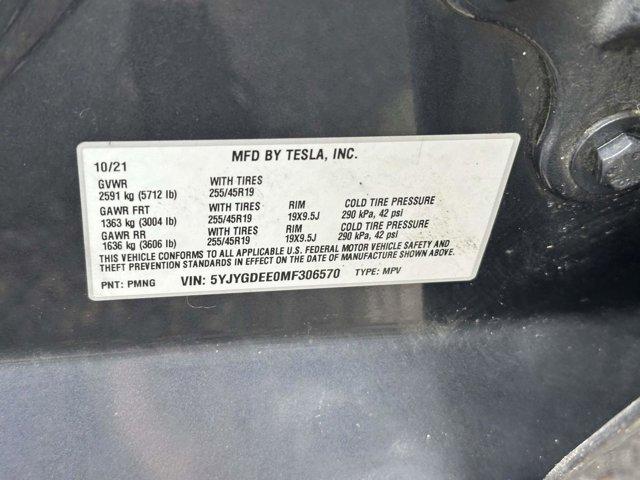 MFD BY TESLA, INC.
10/21
GVWR WITH TIRES
2591 kg (5712 lb) 255/45R19
GAWR FRT WITH TIRES RIM COLD TIRE PRESSURE
1363 kg (3004 lb) 255/45R19 19X9.5J 290 kPa, 42 psi
GAWR RR WITH TIRES RIM COLD TIRE PRESSURE
1636 kg (3606 lb) 255/45R19 19X9.5J 290 kPa, 42 psi
THIS VEHICLE CONFORMS TO ALL APPLICABLE U.S. FEDERAL MOTOR VEHICLE SAFETY AND
THEFT PREVENTION STANDARDS IN EFFECT ON THE DATE OF MANUFACTURE SHOWN ABOVE.
PNT: PMNG VIN: 5YJYGDEE0MF306570 TYPE: MPV